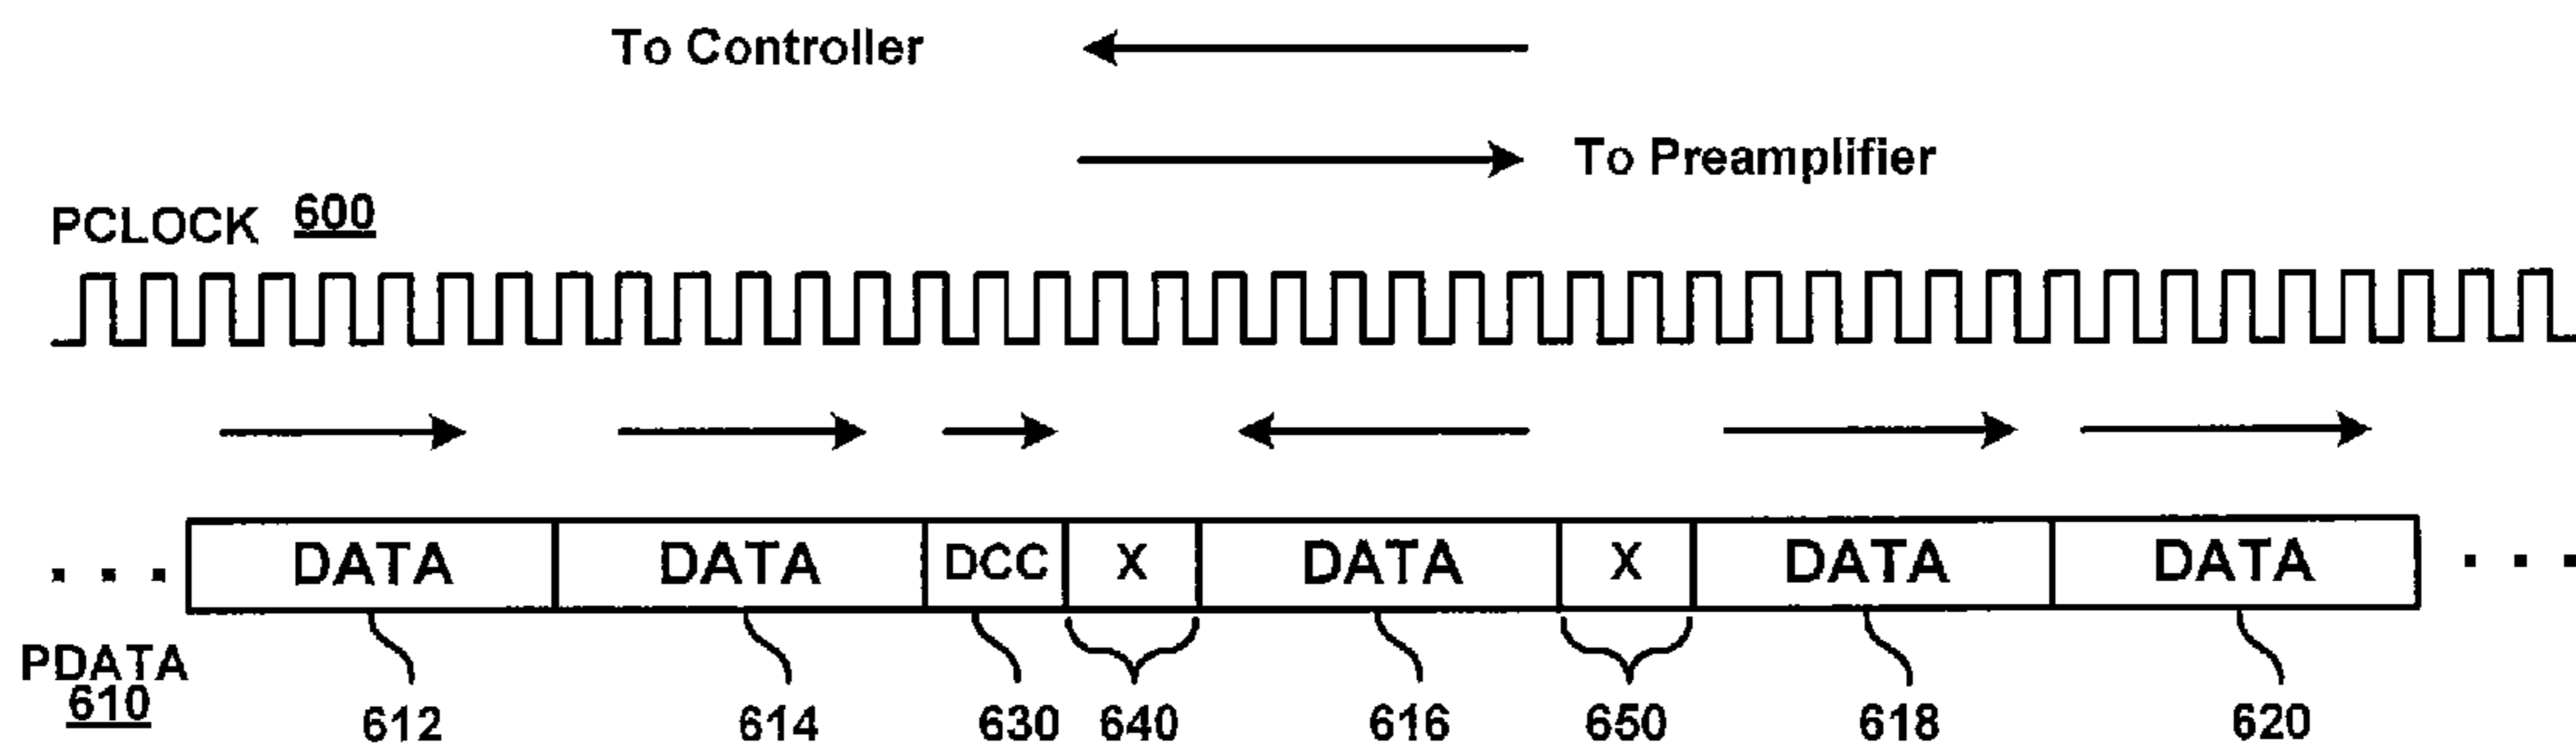 To Controller
To Preamplifier
PCLOCK 600
. . . DATA DATA DCC X DATA X DATA DATA . . .
PDATA
610
612 614 630 640 616 650 618 620